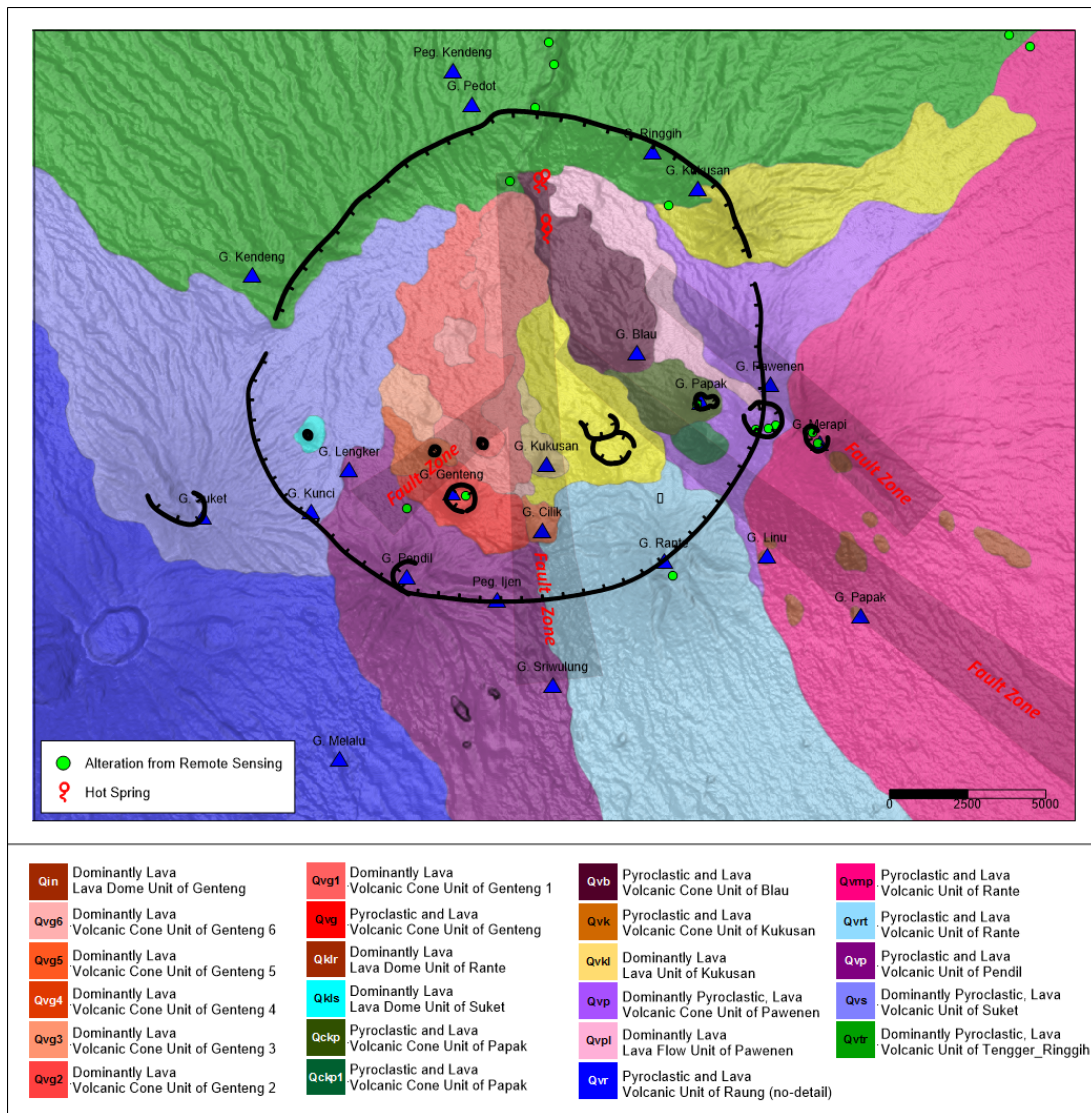 Peg. Kendeng
G. Pedot
G. Ringgih
G. Kukusan
G. Kendeng
G. Blau
G. Pawenen
G. Papak
G. Merapi
G. Lengker
G. Kukusan
Fault Zone
G. Genteng
Fault Zone
G. Suket
G. Kunci
G. Cilik
G. Pendil
G. Rante
G. Linu
Peg. Ijen
Fault Zone
G. Papak
G. Sriwulung
Fault Zone
G. Melalu
Alteration from Remote Sensing
Hot Spring
0 2500 5000
Qin Dominantly Lava
Lava Dome Unit of Genteng
Qvg6 Dominantly Lava
Volcanic Cone Unit of Genteng 6
Qvg5 Dominantly Lava
Volcanic Cone Unit of Genteng 5
Qvg4 Dominantly Lava
Volcanic Cone Unit of Genteng 4
Qvg3 Dominantly Lava
Volcanic Cone Unit of Genteng 3
Qvg2 Dominantly Lava
Volcanic Cone Unit of Genteng 2
Qvg1 Dominantly Lava
Volcanic Cone Unit of Genteng 1
Qvg Pyroclastic and Lava
Volcanic Cone Unit of Genteng
Qklr Dominantly Lava
Lava Dome Unit of Rante
Qkls Dominantly Lava
Lava Dome Unit of Suket
Qckp Pyroclastic and Lava
Volcanic Cone Unit of Papak
Qckp1 Pyroclastic and Lava
Volcanic Cone Unit of Papak
Qvb Pyroclastic and Lava
Volcanic Cone Unit of Blau
Qvk Pyroclastic and Lava
Volcanic Cone Unit of Kukusan
Qvkl Dominantly Lava
Lava Unit of Kukusan
Qvp Dominantly Pyroclastic, Lava
Volcanic Cone Unit of Pawenen
Qvpl Dominantly Lava
Lava Flow Unit of Pawenen
Qvr Pyroclastic and Lava
Volcanic Unit of Raung (no-detail)
Qvmp Pyroclastic and Lava
Volcanic Unit of Rante
Qvrt Pyroclastic and Lava
Volcanic Unit of Rante
Qvp Pyroclastic and Lava
Volcanic Unit of Pendil
Qvs Dominantly Pyroclastic, Lava
Volcanic Unit of Suket
Qvtr Dominantly Pyroclastic, Lava
Volcanic Unit of Tengger_Ringgih